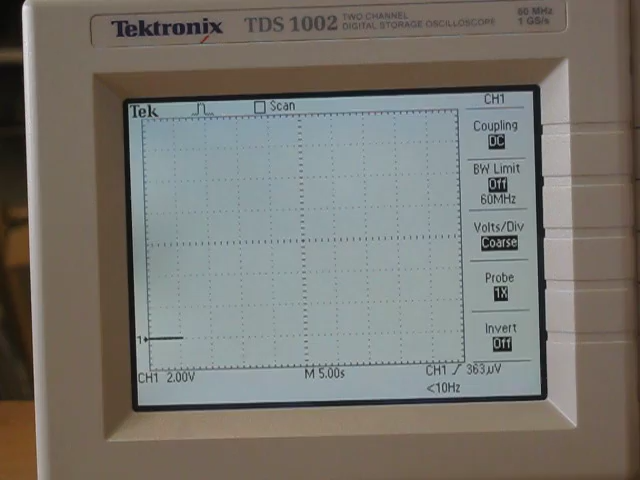 Tektronix TDS 1002 TWO CHANNEL DIGITAL STORAGE OSCILLOSCOPE 60 MHz 1 GS/s
Tek Scan CH1
Coupling
DC
BW Limit
Off
60MHz
Volts/Div
Coarse
Probe
1X
Invert
Off
1
CH1 2.00V M 5.00s CH1 363µV
<10Hz